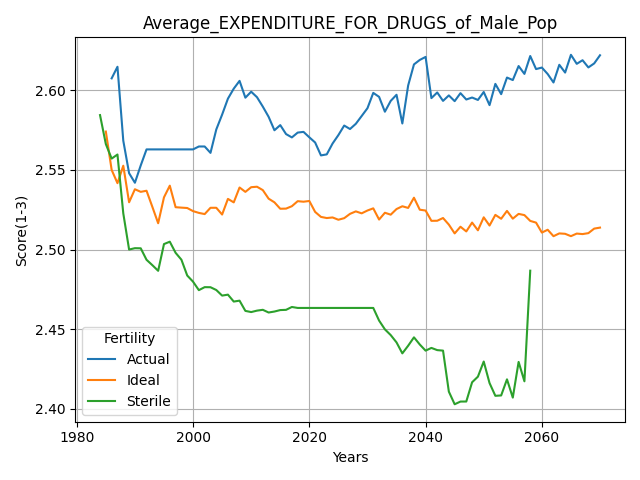 Average_EXPENDITURE_FOR_DRUGS_of_Male_Pop
Score(1-3)
2.60
2.55
2.50
2.45
2.40
Fertility
Actual
Ideal
Sterile
1980
2000
2020
2040
2060
Years